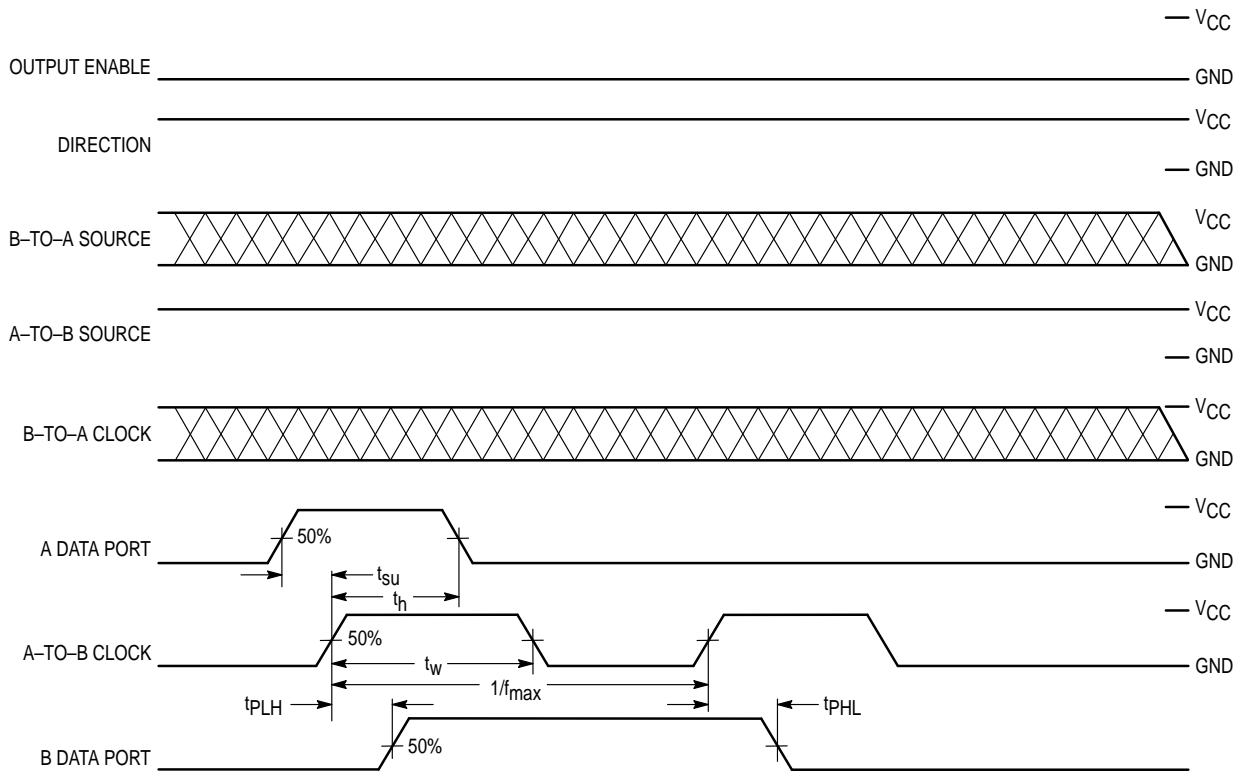 VCC
OUTPUT ENABLE
GND
VCC
DIRECTION
GND
VCC
B–TO–A SOURCE
GND
VCC
A–TO–B SOURCE
GND
VCC
B–TO–A CLOCK
GND
VCC
50%
A DATA PORT
GND
tsu
th
VCC
50%
A–TO–B CLOCK
tw
GND
1/fmax
tPLH
tPHL
50%
B DATA PORT